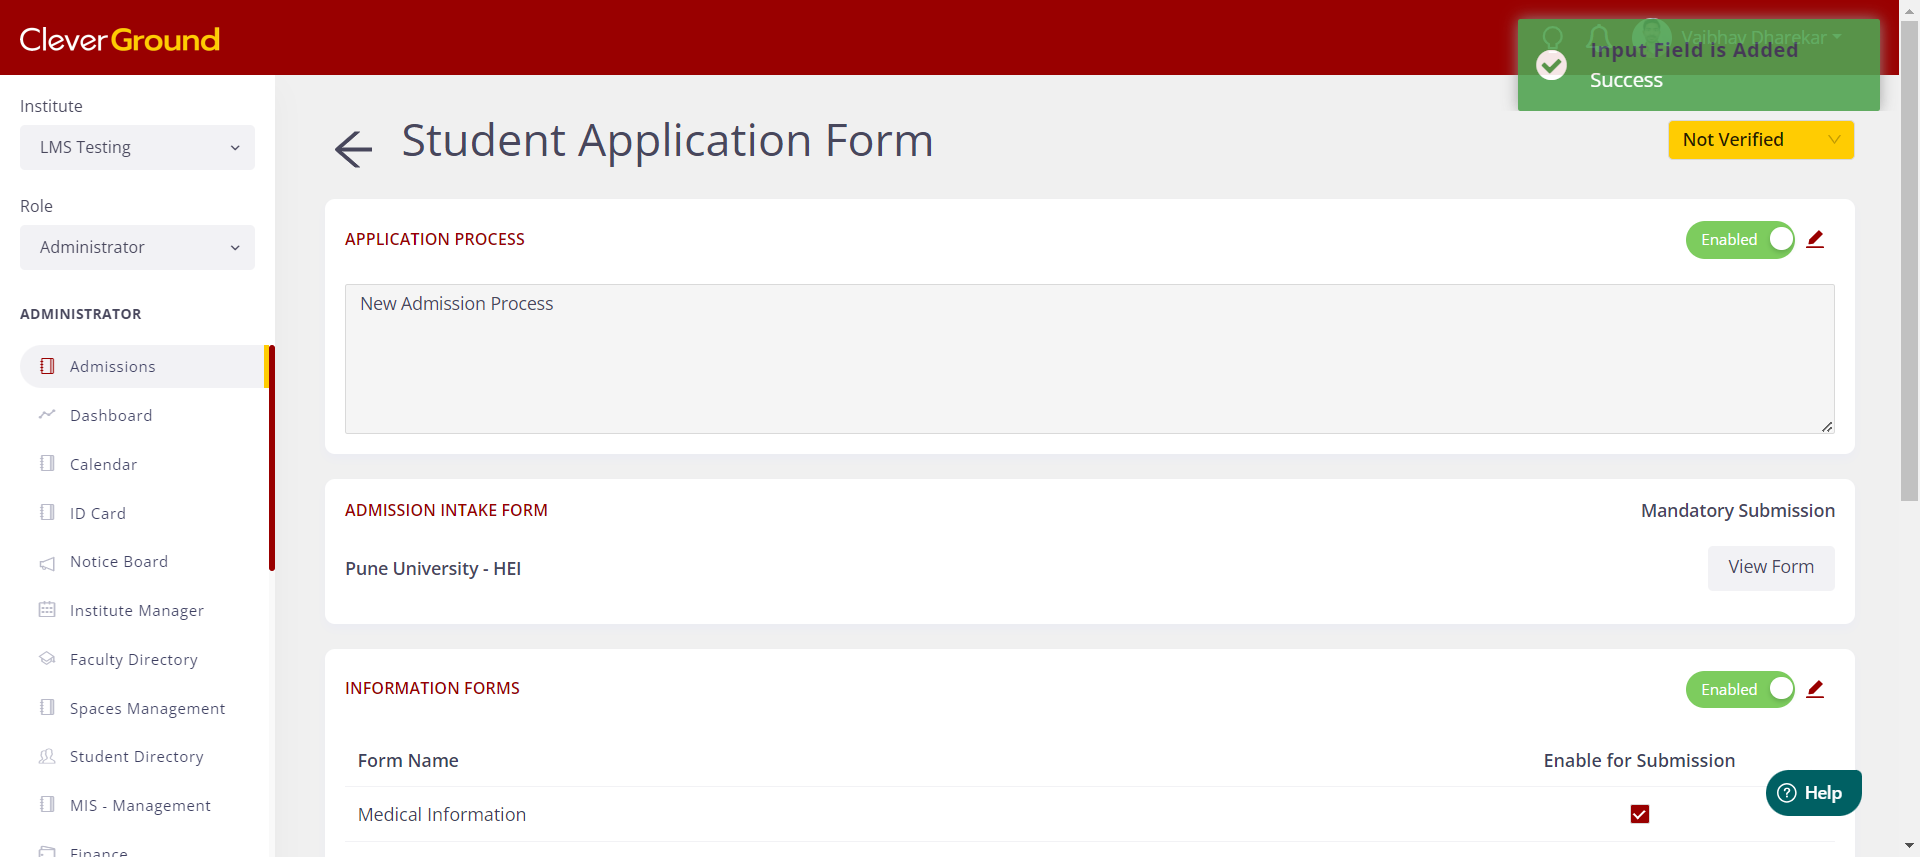 CleverGround
Vaibhav Dharekar
Input Field is Added
Success
Institute
LMS Testing
Role
Administrator
ADMINISTRATOR
Admissions
Dashboard
Calendar
ID Card
Notice Board
Institute Manager
Faculty Directory
Spaces Management
Student Directory
MIS - Management
Finance
Student Application Form
Not Verified
APPLICATION PROCESS
Enabled
New Admission Process
ADMISSION INTAKE FORM
Mandatory Submission
Pune University - HEI
View Form
INFORMATION FORMS
Enabled
Form Name
Enable for Submission
Medical Information
Help